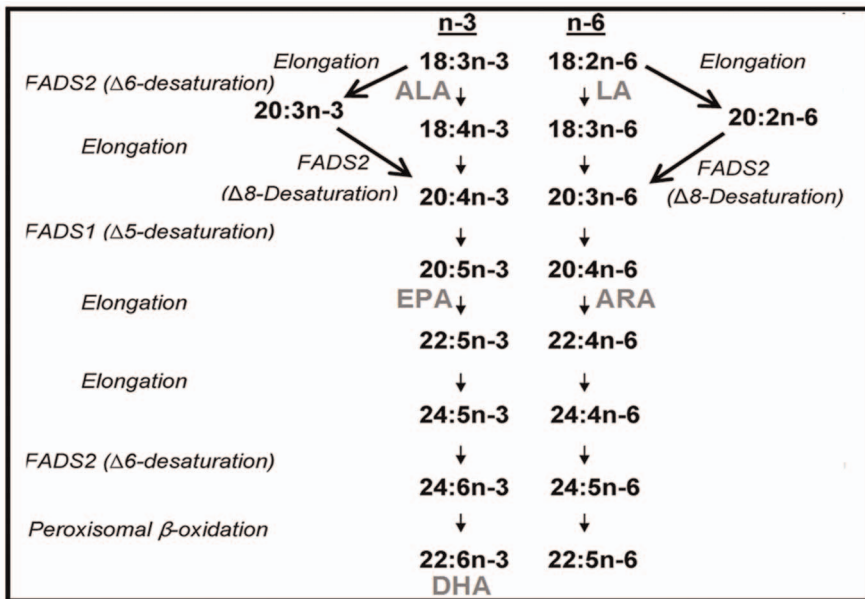 n-3 n-6
Elongation 18:3n-3 18:2n-6 Elongation
FADS2 (Δ6-desaturation) ALA ↓ ↓ LA
20:3n-3 20:2n-6
18:4n-3 18:3n-6
Elongation ↓ ↓
FADS2 FADS2
(Δ8-Desaturation) 20:4n-3 20:3n-6 (Δ8-Desaturation)
FADS1 (Δ5-desaturation) ↓ ↓
20:5n-3 20:4n-6
Elongation EPA ↓ ↓ ARA
22:5n-3 22:4n-6
Elongation ↓ ↓
24:5n-3 24:4n-6
FADS2 (Δ6-desaturation) ↓ ↓
24:6n-3 24:5n-6
Peroxisomal β-oxidation ↓ ↓
22:6n-3 22:5n-6
DHA